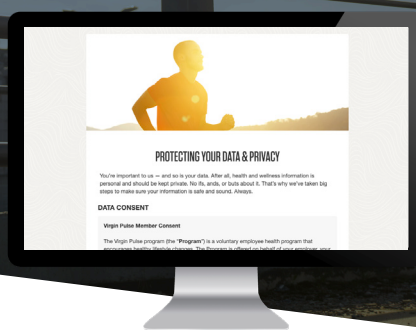 PROTECTING YOUR DATA & PRIVACY
You're important to us — and so is your data. After all, health and wellness information is
personal and should be kept private. No ifs, ands, or buts about it. That's why we've taken big
steps to make sure your information is safe and sound. Always.
DATA CONSENT
Virgin Pulse Member Consent
The Virgin Pulse program (the "Program") is a voluntary employee health program that
encourages healthy lifestyle changes. The Program is offered on behalf of your employer, your